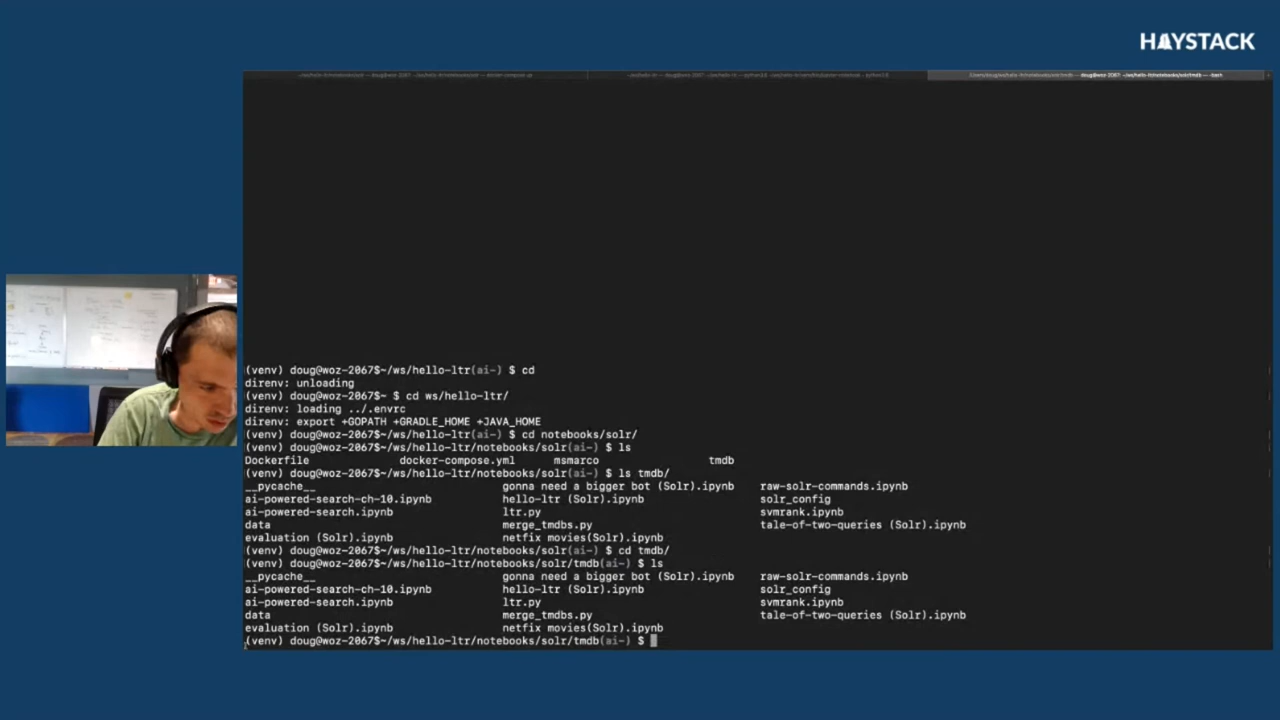 HAYSTACK
(venv) doug@woz-2067$~/ws/hello-ltr(ai-) $ cd
direnv: unloading
(venv) doug@woz-2067$~ $ cd ws/hello-ltr/
direnv: loading ../.envrc
direnv: export +GOPATH +GRADLE_HOME +JAVA_HOME
(venv) doug@woz-2067$~/ws/hello-ltr(ai-) $ cd notebooks/solr/
(venv) doug@woz-2067$~/ws/hello-ltr/notebooks/solr(ai-) $ ls
Dockerfile docker-compose.yml msmarco tmdb
(venv) doug@woz-2067$~/ws/hello-ltr/notebooks/solr(ai-) $ ls tmdb/
__pycache__ gonna need a bigger bot (Solr).ipynb raw-solr-commands.ipynb
ai-powered-search-ch-10.ipynb hello-ltr (Solr).ipynb solr_config
ai-powered-search.ipynb ltr.py svmrank.ipynb
data merge_tmdbs.py tale-of-two-queries (Solr).ipynb
evaluation (Solr).ipynb netfix movies(Solr).ipynb
(venv) doug@woz-2067$~/ws/hello-ltr/notebooks/solr(ai-) $ cd tmdb/
(venv) doug@woz-2067$~/ws/hello-ltr/notebooks/solr/tmdb(ai-) $ ls
__pycache__ gonna need a bigger bot (Solr).ipynb raw-solr-commands.ipynb
ai-powered-search-ch-10.ipynb hello-ltr (Solr).ipynb solr_config
ai-powered-search.ipynb ltr.py svmrank.ipynb
data merge_tmdbs.py tale-of-two-queries (Solr).ipynb
evaluation (Solr).ipynb netfix movies(Solr).ipynb
(venv) doug@woz-2067$~/ws/hello-ltr/notebooks/solr/tmdb(ai-) $